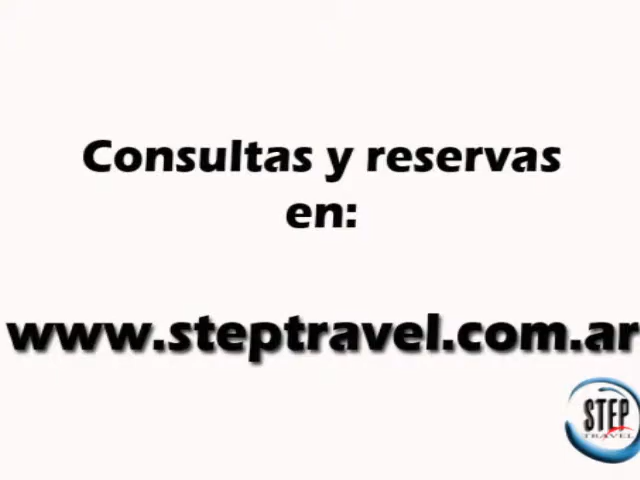 Consultas y reservas
en:
www.steptravel.com.ar
STEP
TRAVEL